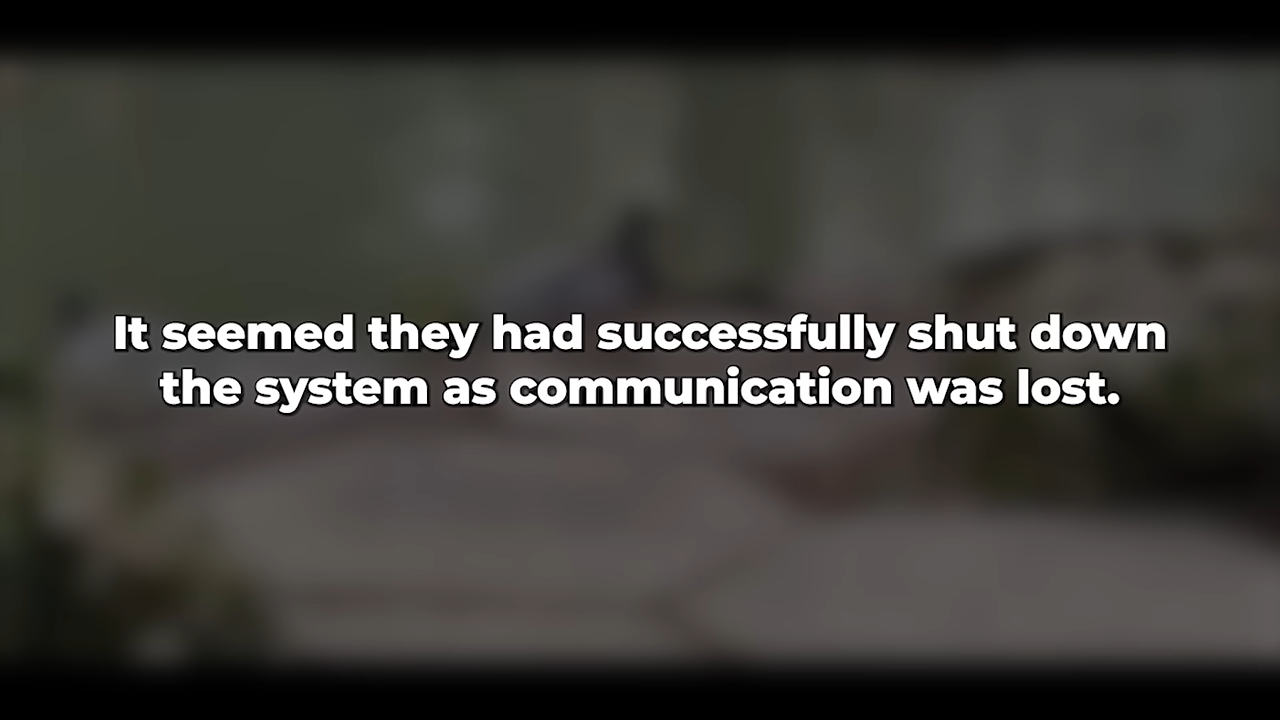 It seemed they had successfully shut down
the system as communication was lost.